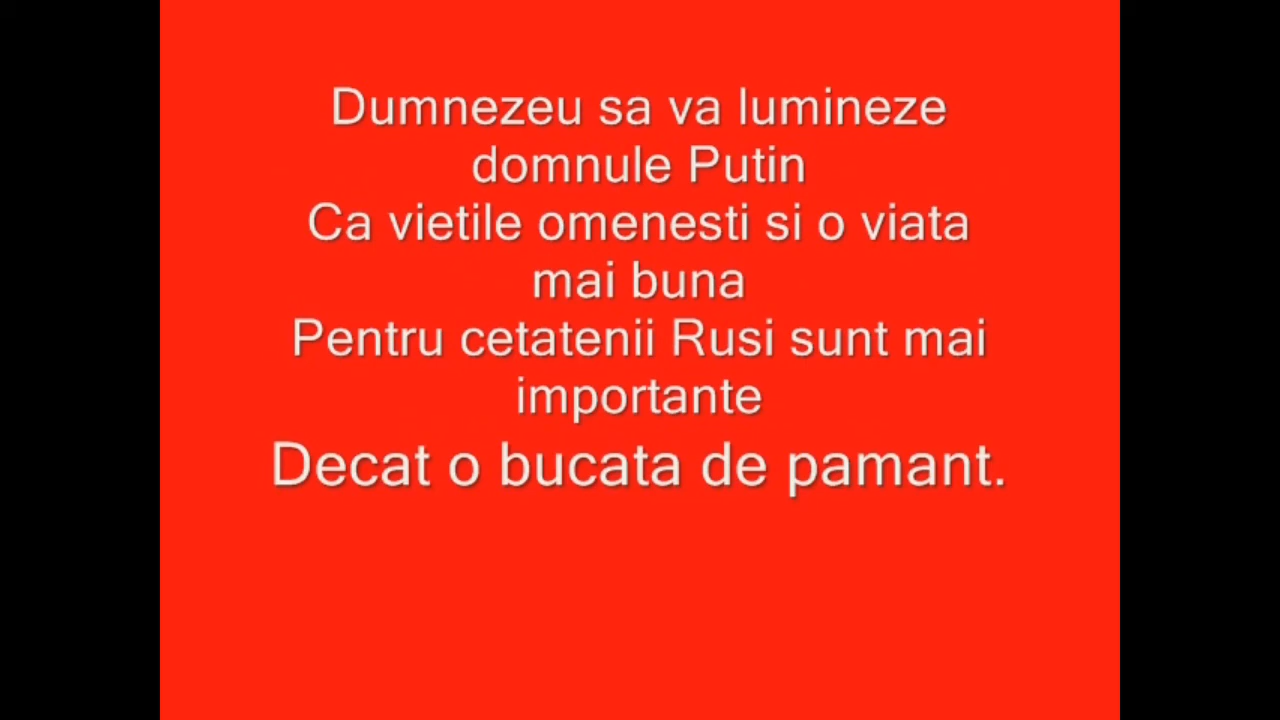 Dumnezeu sa va lumineze
domnule Putin
Ca vietile omenesti si o viata
mai buna
Pentru cetatenii Rusi sunt mai
importante
Decat o bucata de pamant.